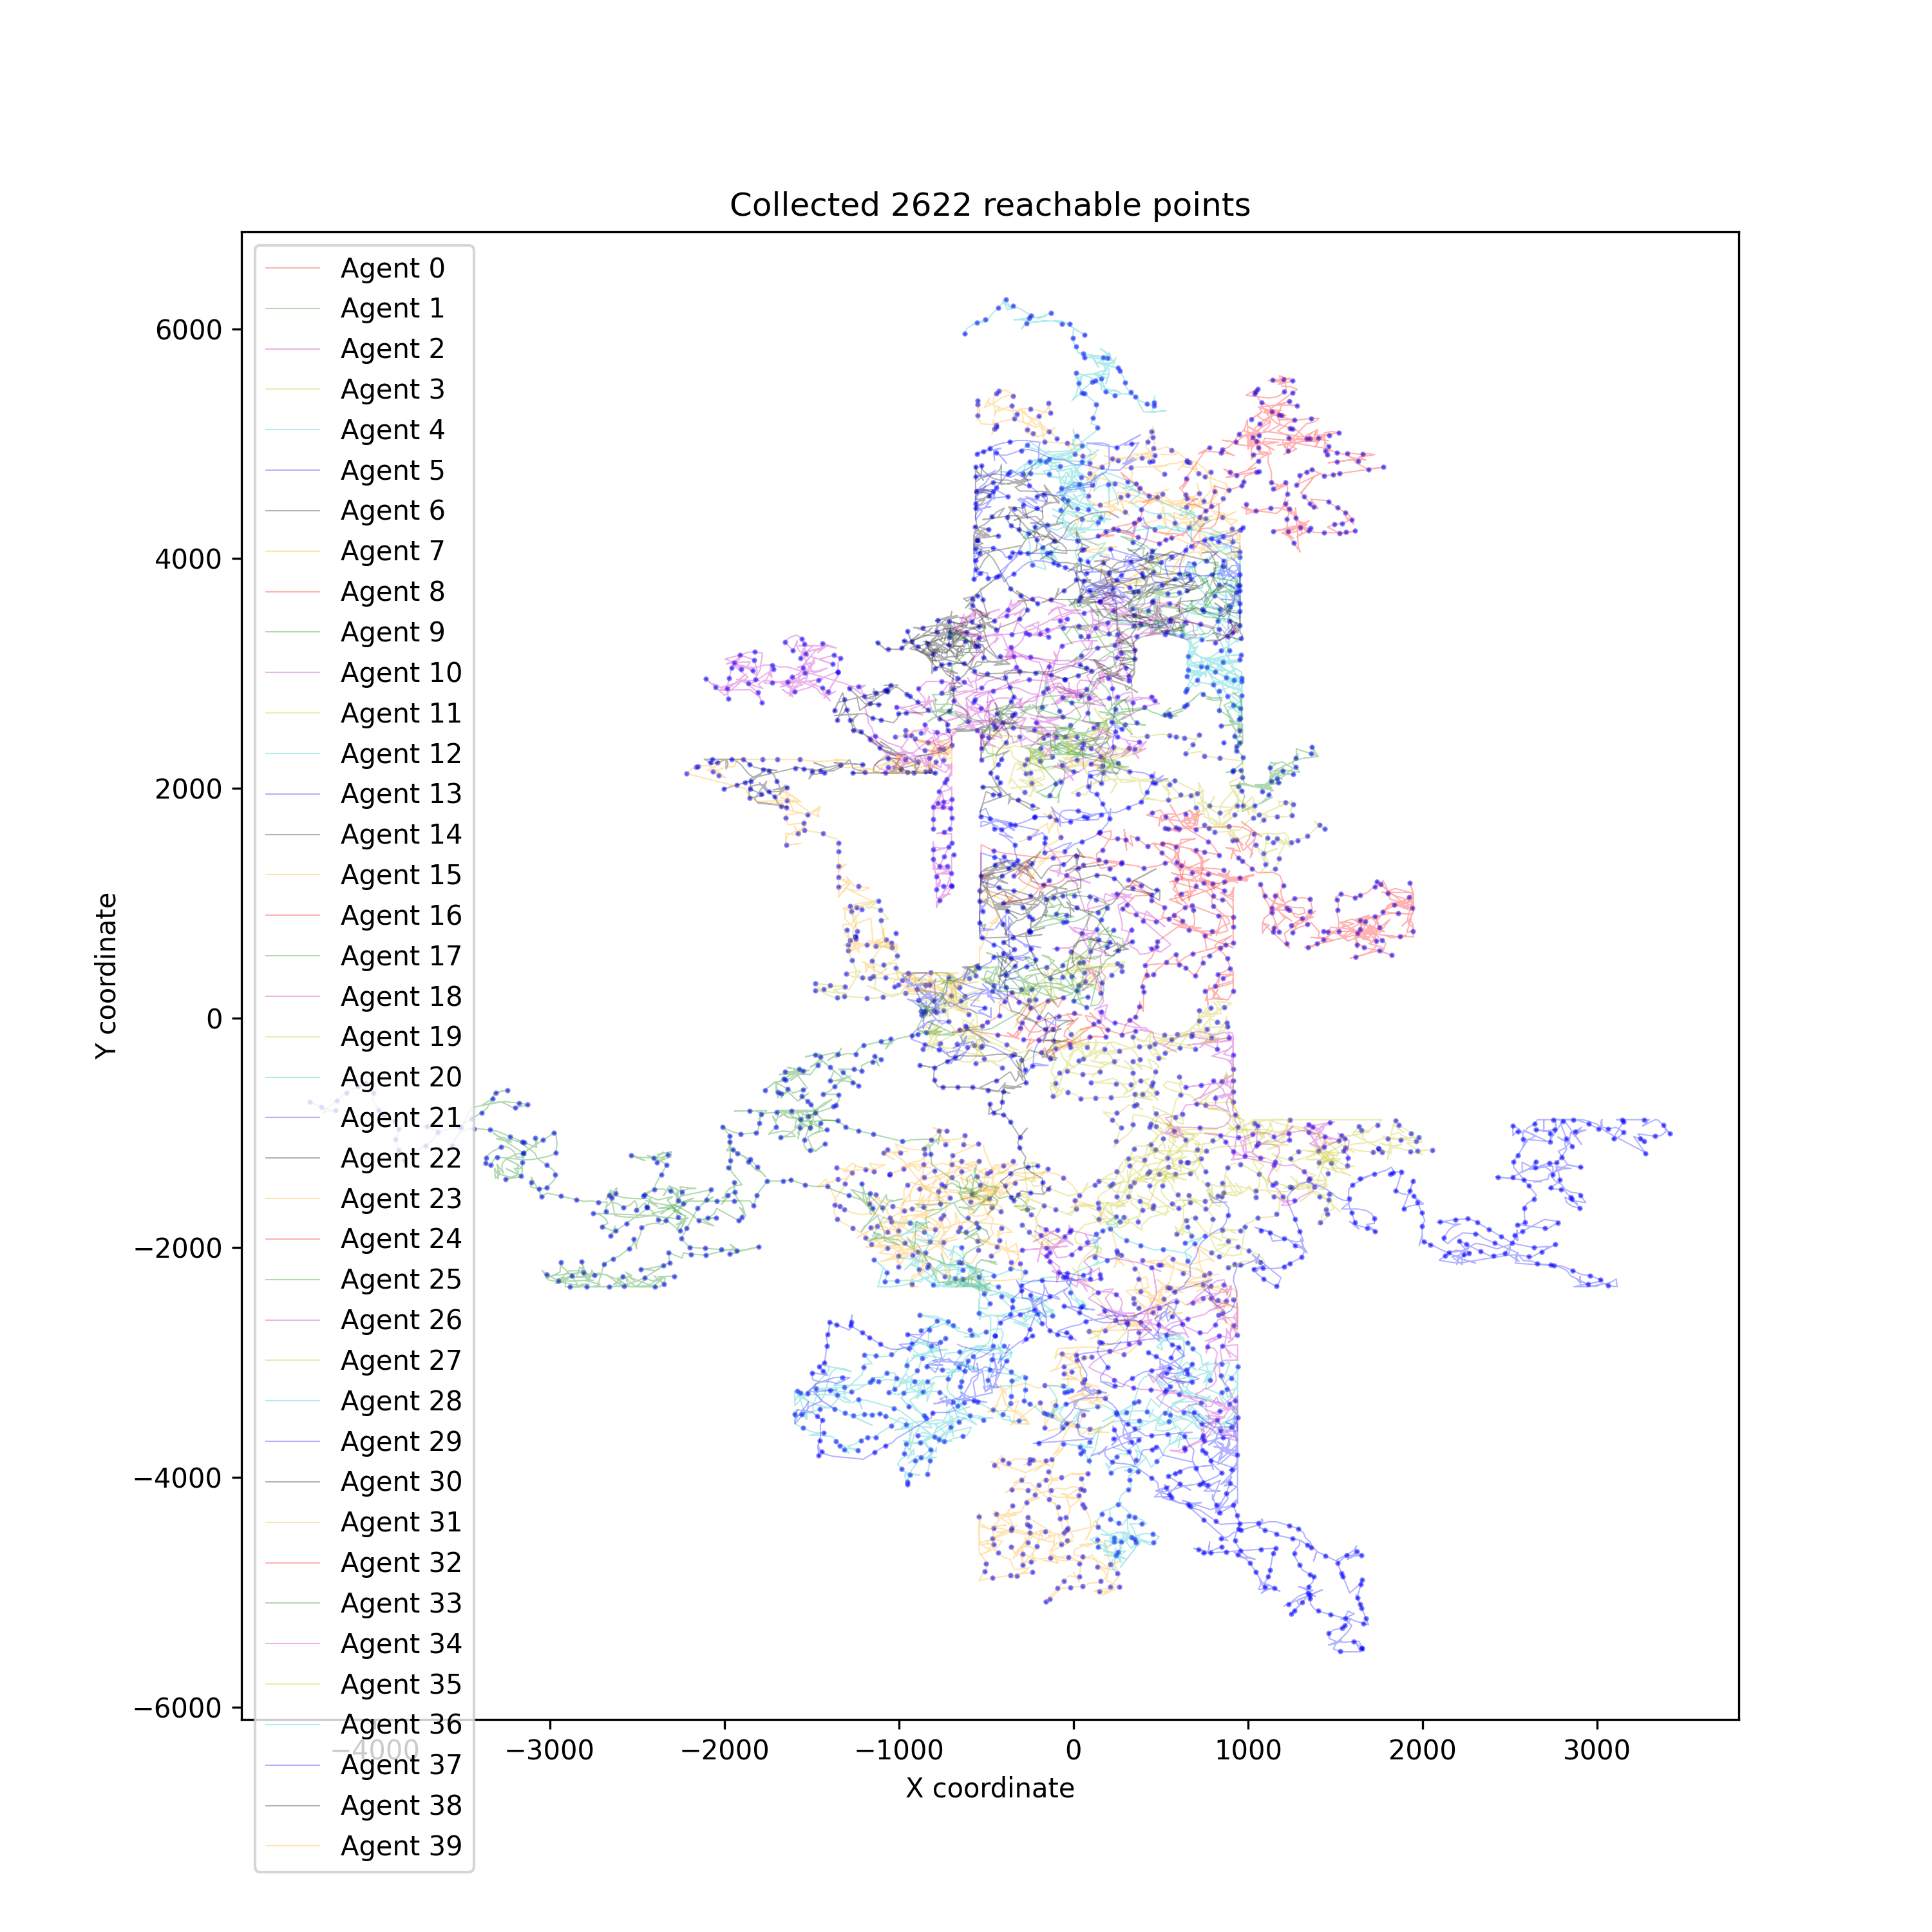 Collected 2622 reachable points
Agent 0
Agent 1
Agent 2
Agent 3
Agent 4
Agent 5
Agent 6
Agent 7
Agent 8
Agent 9
Agent 10
Agent 11
Agent 12
Agent 13
Agent 14
Agent 15
Agent 16
Agent 17
Agent 18
Agent 19
Agent 20
Agent 21
Agent 22
Agent 23
Agent 24
Agent 25
Agent 26
Agent 27
Agent 28
Agent 29
Agent 30
Agent 31
Agent 32
Agent 33
Agent 34
Agent 35
Agent 36
Agent 37
Agent 38
Agent 39
Y coordinate
6000
4000
2000
0
−2000
−4000
−6000
−4000 −3000 −2000 −1000 0 1000 2000 3000
X coordinate